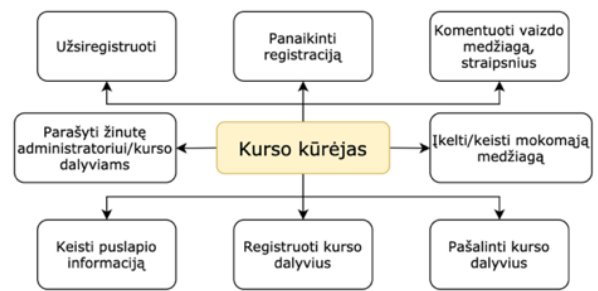 Užsiregistruoti
Panaikinti
registraciją
Komentuoti vaizdo
medžiagą,
straipsnius
Parašyti žinutę
administratoriui/kurso
dalyviams
Kurso kūrėjas
Įkelti/keisti mokomąją
medžiagą
Keisti puslapio
informaciją
Registruoti kurso
dalyvius
Pašalinti kurso
dalyvius